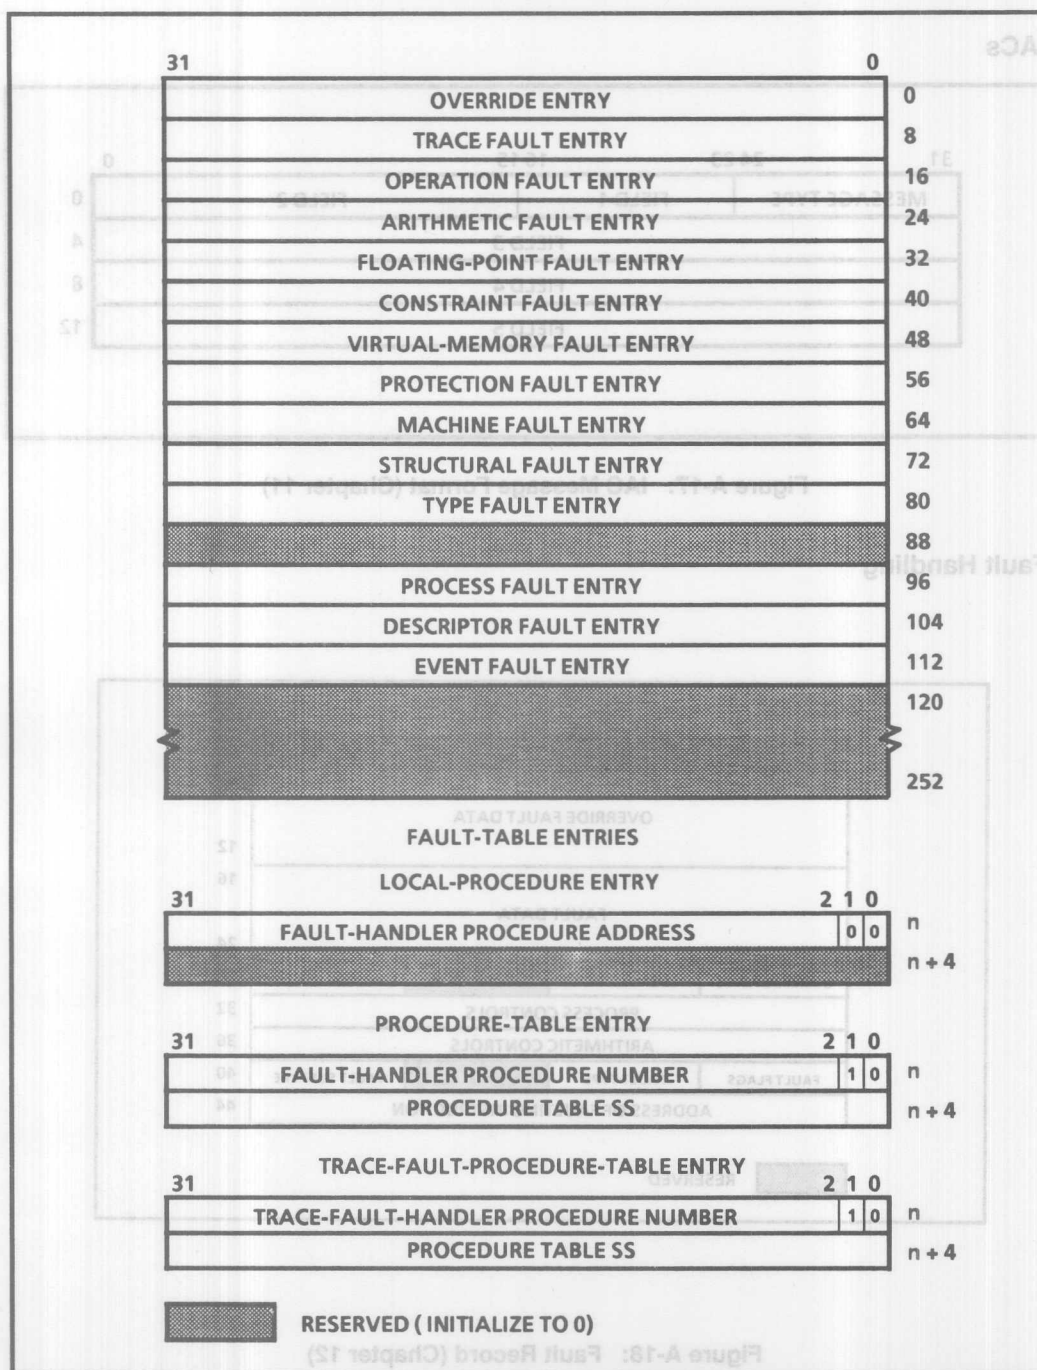 31 0
OVERRIDE ENTRY 0
TRACE FAULT ENTRY 8
OPERATION FAULT ENTRY 16
ARITHMETIC FAULT ENTRY 24
FLOATING-POINT FAULT ENTRY 32
CONSTRAINT FAULT ENTRY 40
VIRTUAL-MEMORY FAULT ENTRY 48
PROTECTION FAULT ENTRY 56
MACHINE FAULT ENTRY 64
STRUCTURAL FAULT ENTRY 72
TYPE FAULT ENTRY 80
88
PROCESS FAULT ENTRY 96
DESCRIPTOR FAULT ENTRY 104
EVENT FAULT ENTRY 112
120
252
FAULT-TABLE ENTRIES
LOCAL-PROCEDURE ENTRY
31 2 1 0
FAULT-HANDLER PROCEDURE ADDRESS 0 0 n
n + 4
PROCEDURE-TABLE ENTRY
31 2 1 0
FAULT-HANDLER PROCEDURE NUMBER 1 0 n
PROCEDURE TABLE SS n + 4
TRACE-FAULT-PROCEDURE-TABLE ENTRY
31 2 1 0
TRACE-FAULT-HANDLER PROCEDURE NUMBER 1 0 n
PROCEDURE TABLE SS n + 4
RESERVED ( INITIALIZE TO 0)